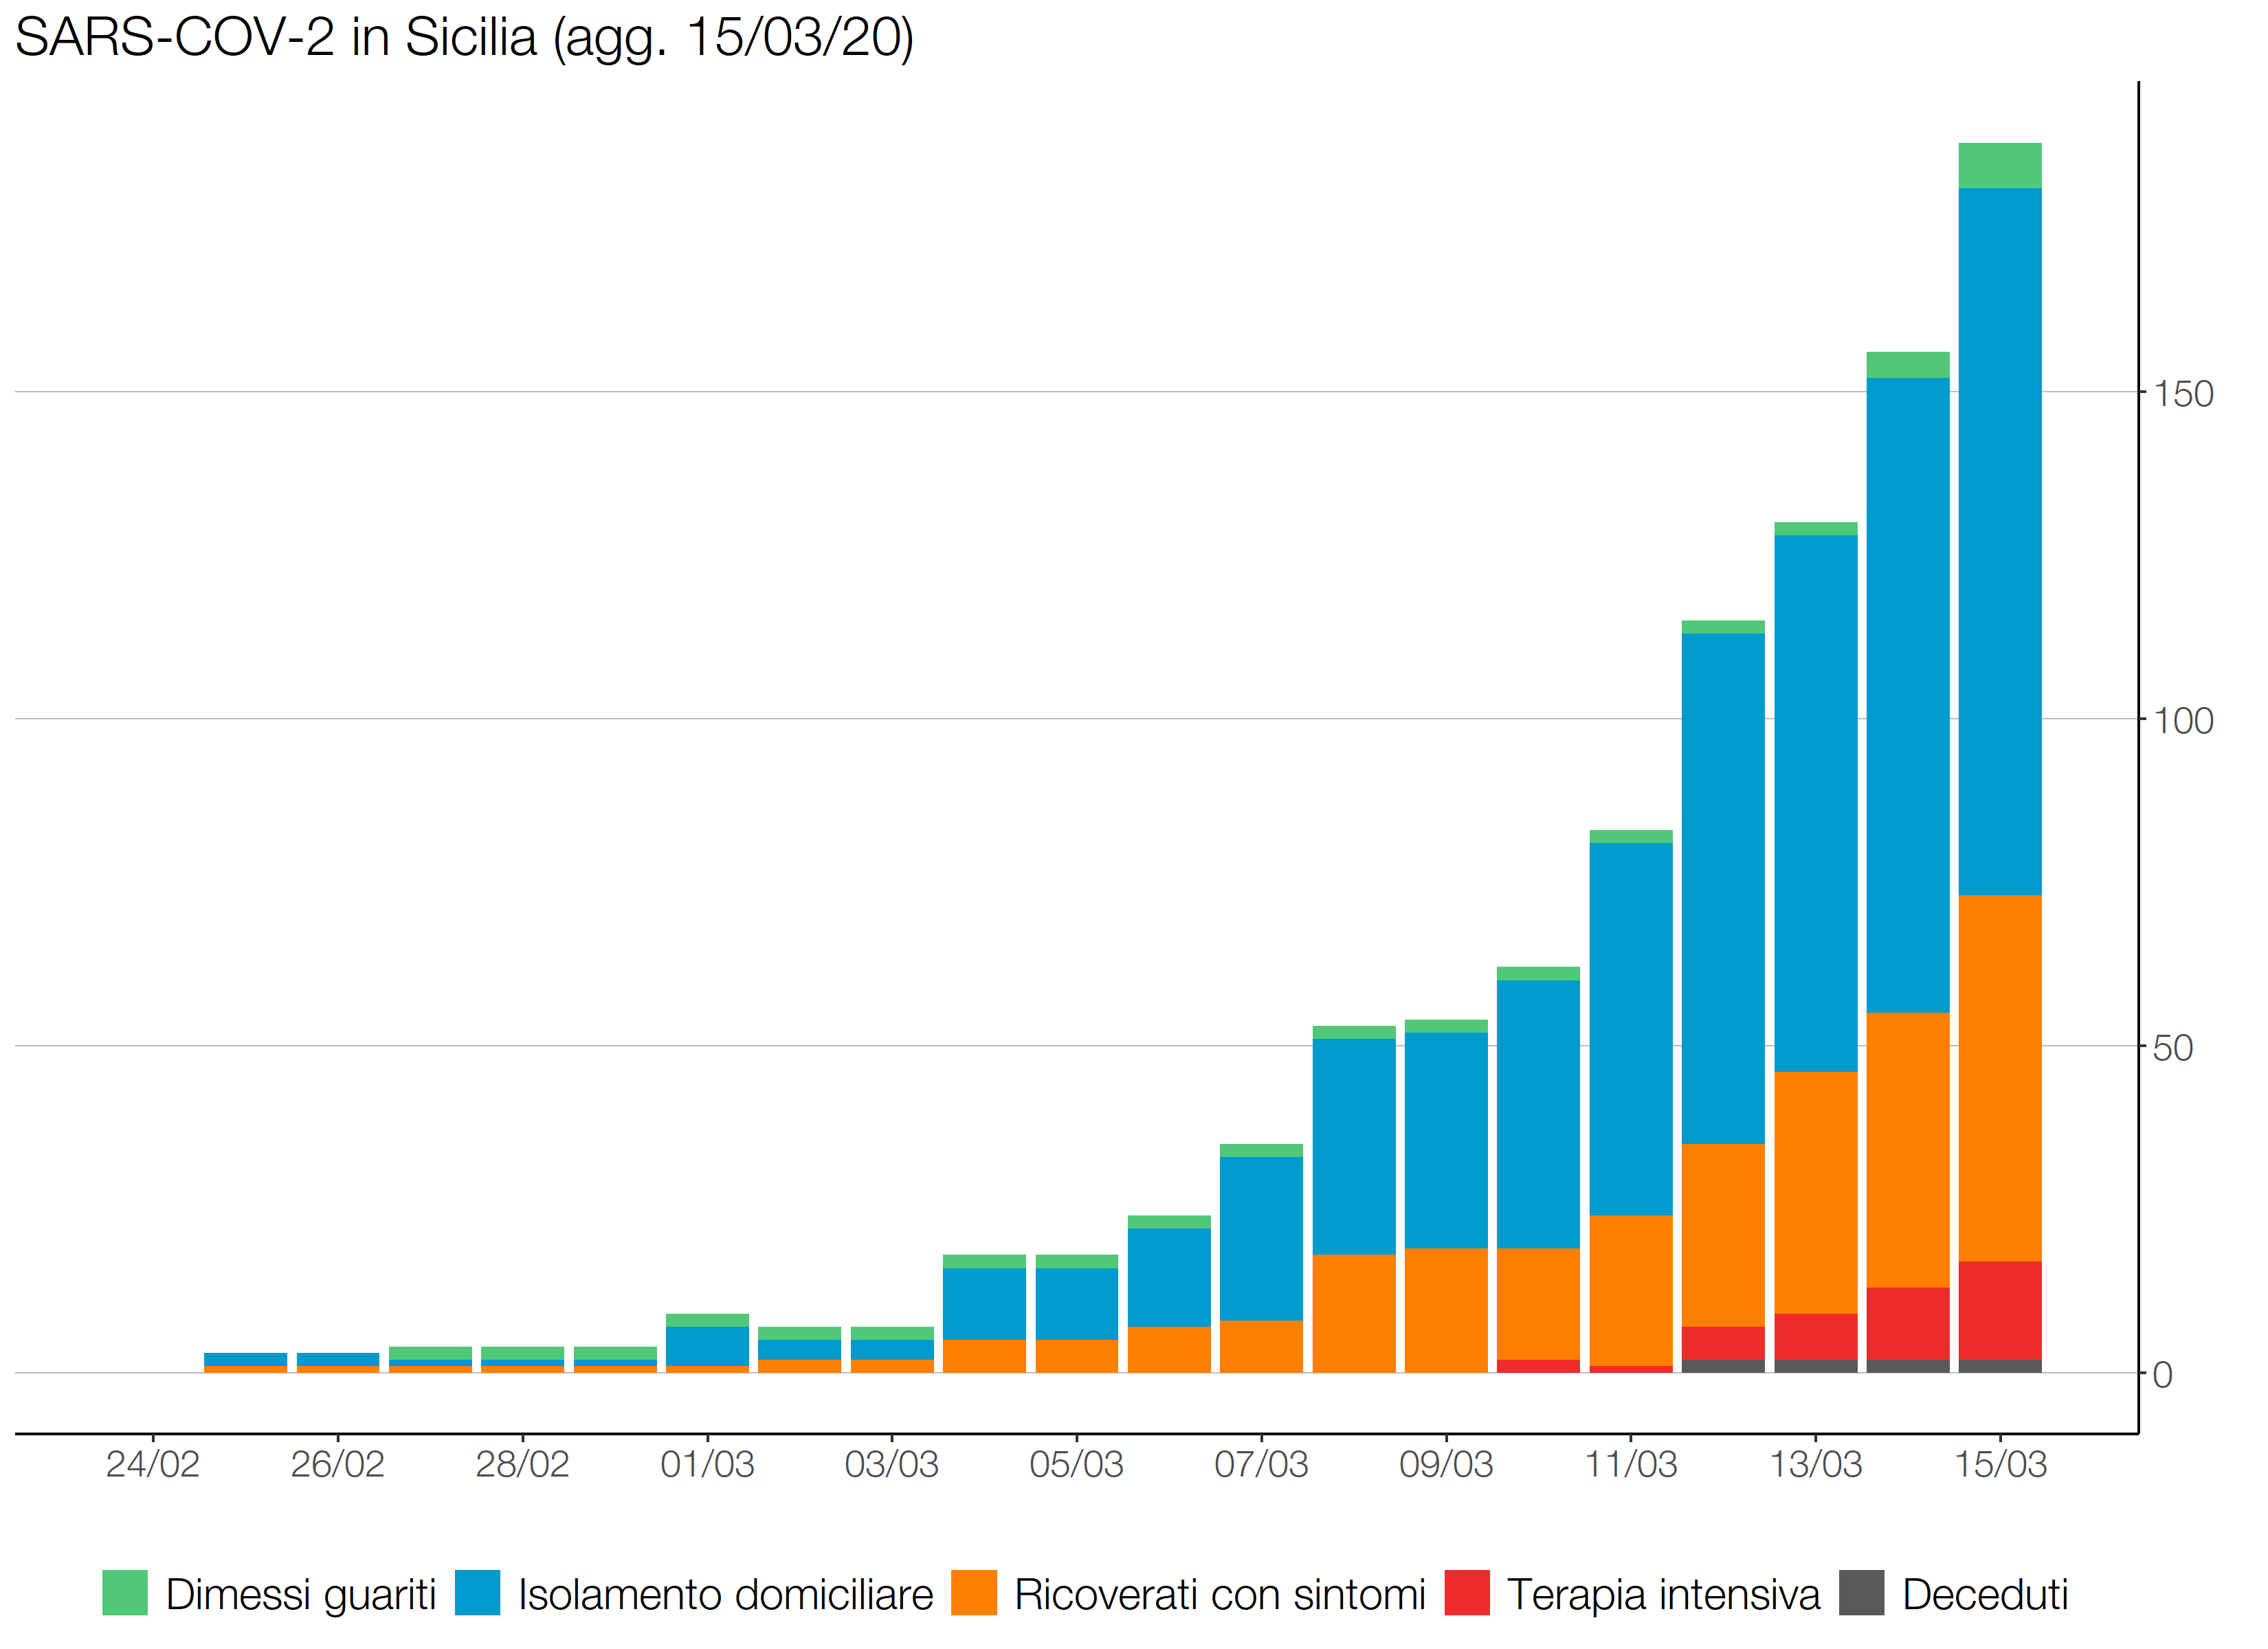 SARS-COV-2 in Sicilia (agg. 15/03/20)
150
100
50
0
24/02 26/02 28/02 01/03 03/03 05/03 07/03 09/03 11/03 13/03 15/03
Dimessi guariti Isolamento domiciliare Ricoverati con sintomi Terapia intensiva Deceduti